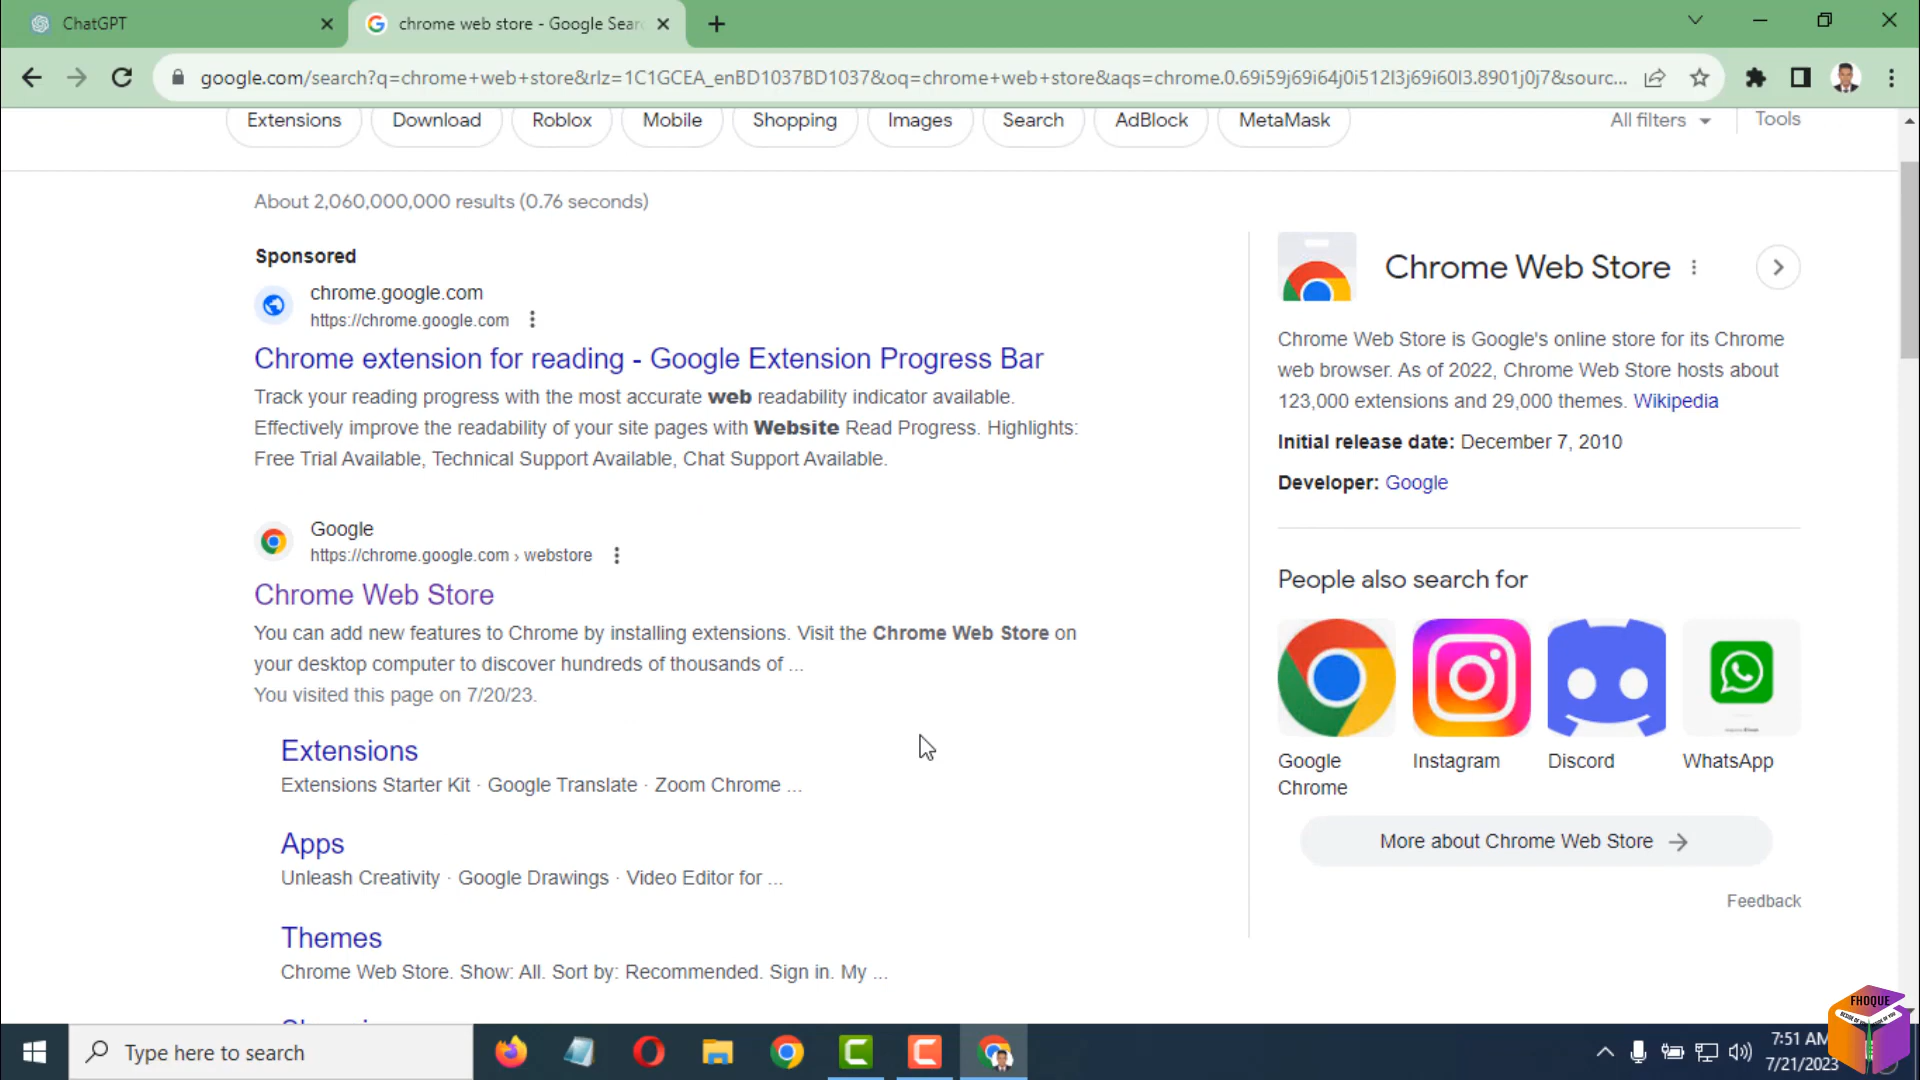 ChatGPT
chrome web store - Google Sear
google.com/search?q=chrome+web+store&rlz=1C1GCEA_enBD1037BD1037&oq=chrome+web+store&aqs=chrome.0.69i59j69i64j0i512l3j69i60l3.8901j0j7&sourc...
Extensions Download Roblox Mobile Shopping Images Search AdBlock MetaMask All filters Tools
About 2,060,000,000 results (0.76 seconds)
Sponsored
chrome.google.com
https://chrome.google.com
Chrome extension for reading - Google Extension Progress Bar
Track your reading progress with the most accurate web readability indicator available.
Effectively improve the readability of your site pages with Website Read Progress. Highlights:
Free Trial Available, Technical Support Available, Chat Support Available.
Google
https://chrome.google.com › webstore
Chrome Web Store
You can add new features to Chrome by installing extensions. Visit the Chrome Web Store on
your desktop computer to discover hundreds of thousands of ...
You visited this page on 7/20/23.
Extensions
Extensions Starter Kit · Google Translate · Zoom Chrome ...
Apps
Unleash Creativity · Google Drawings · Video Editor for ...
Themes
Chrome Web Store. Show: All. Sort by: Recommended. Sign in. My ...
Chrome Web Store
Chrome Web Store is Google's online store for its Chrome
web browser. As of 2022, Chrome Web Store hosts about
123,000 extensions and 29,000 themes. Wikipedia
Initial release date: December 7, 2010
Developer: Google
People also search for
Google
Chrome
Instagram
Discord
WhatsApp
More about Chrome Web Store
Feedback
Type here to search
7:51 AM
7/21/2023
FHOQUE